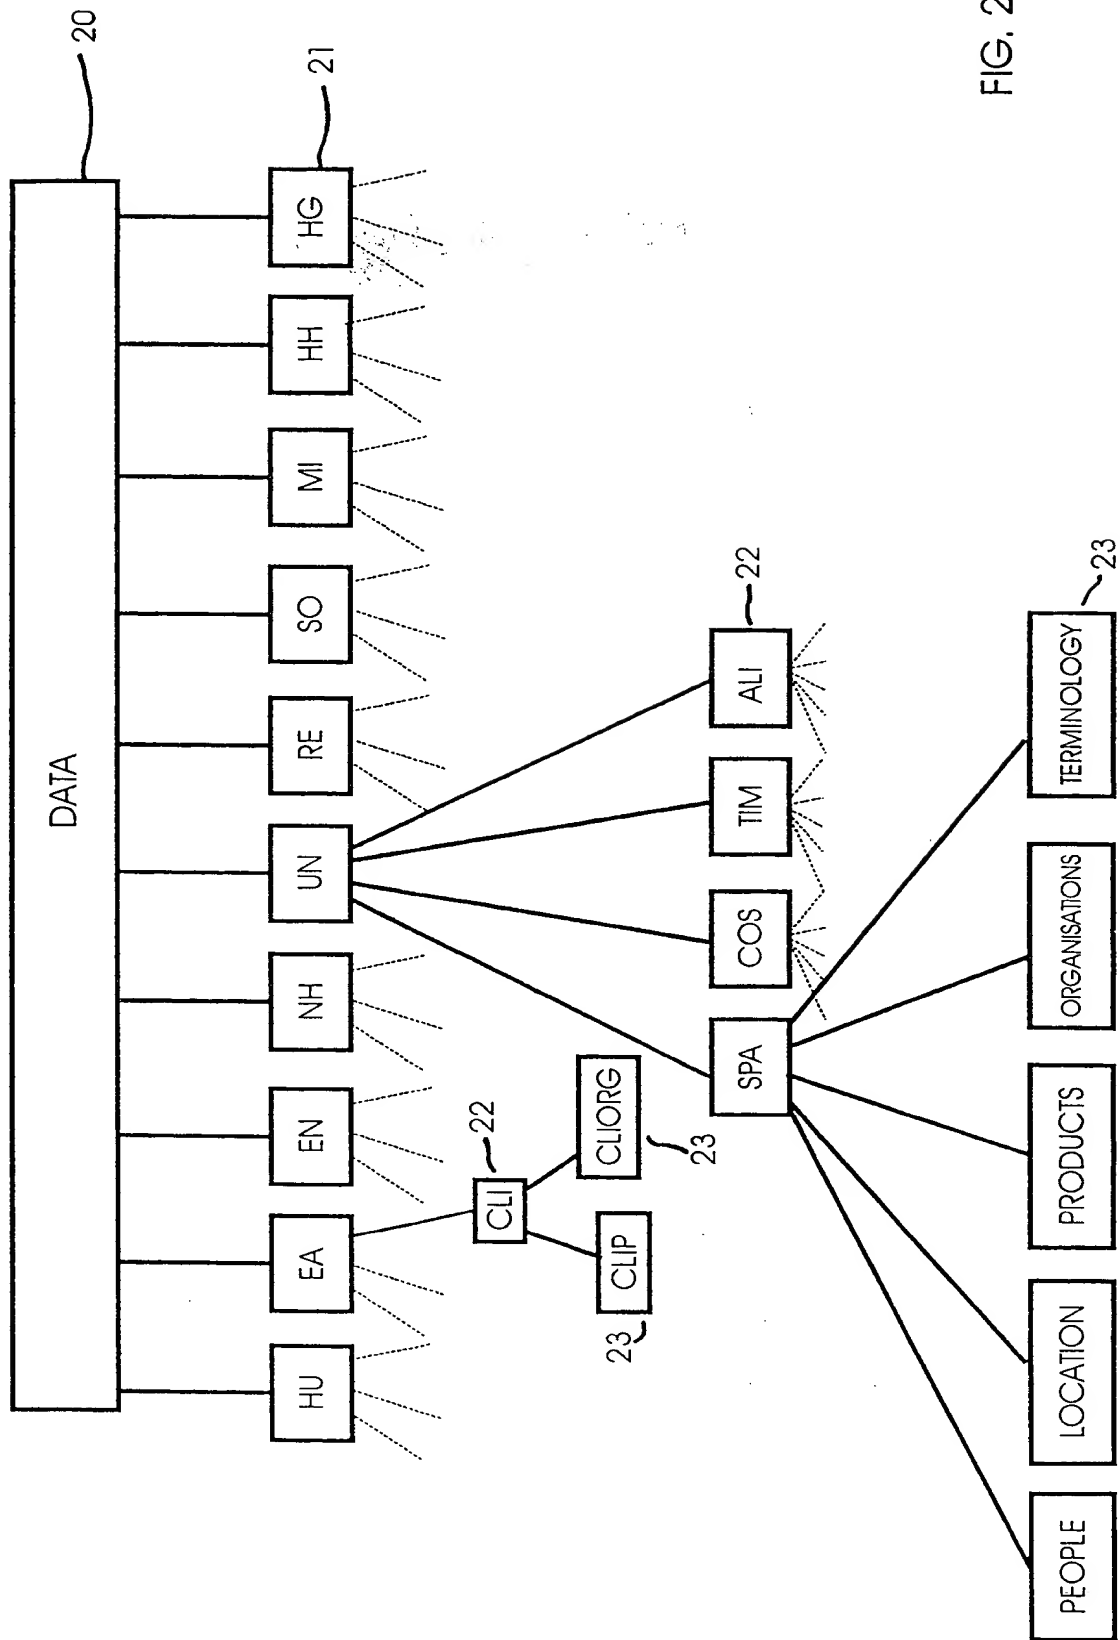 DATA
20
HU
EA
EN
NH
UN
RE
SO
MI
HH
HG
21
CLI
22
CLIP
23
CLIORG
23
SPA
COS
TIM
ALI
22
PEOPLE
LOCATION
PRODUCTS
ORGANISATIONS
TERMINOLOGY
23
FIG. 2